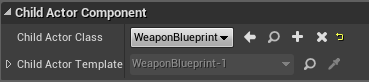 Child Actor Component
Child Actor Class WeaponBlueprint
Child Actor Template WeaponBlueprint-1